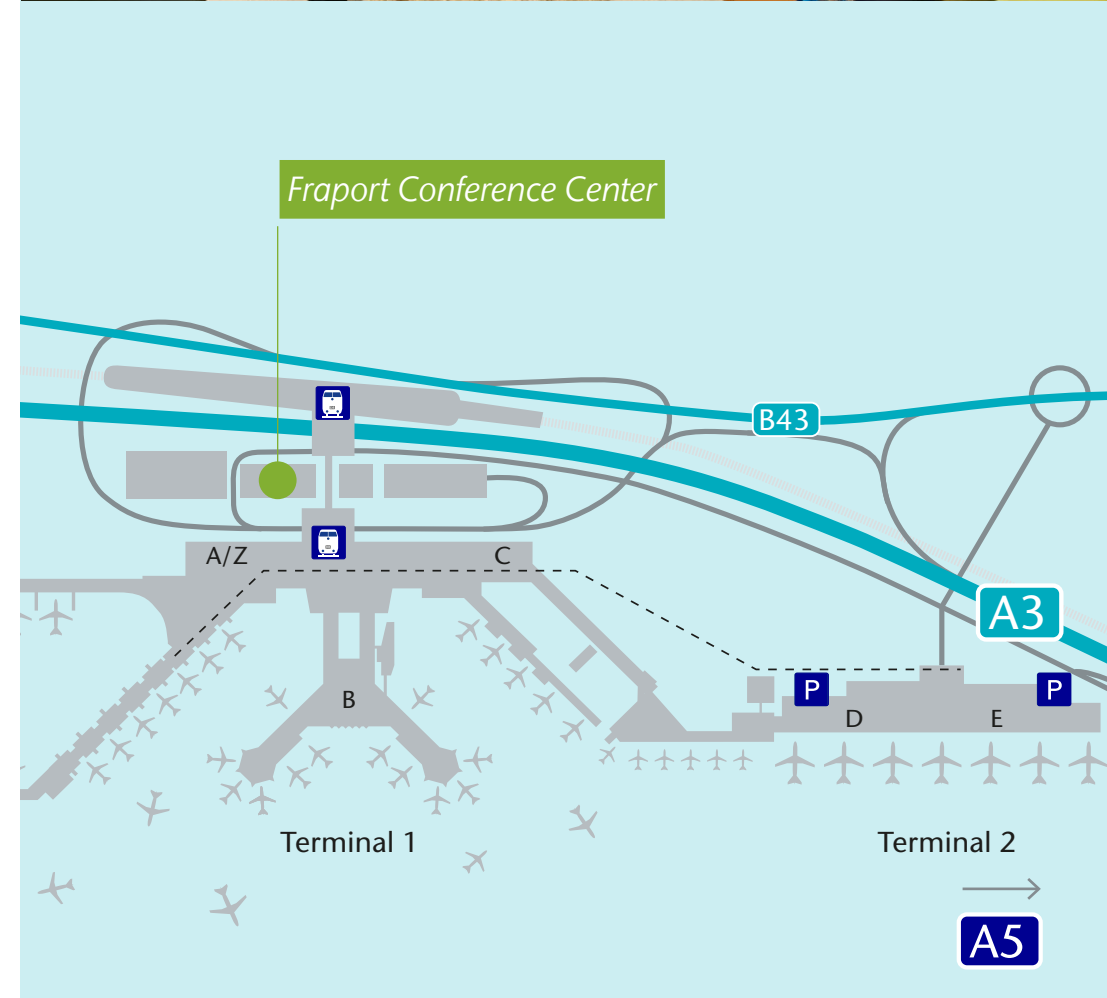 Fraport Conference Center
B43
A/Z
C
A3
B
P
P
D
E
Terminal 1
Terminal 2
A5